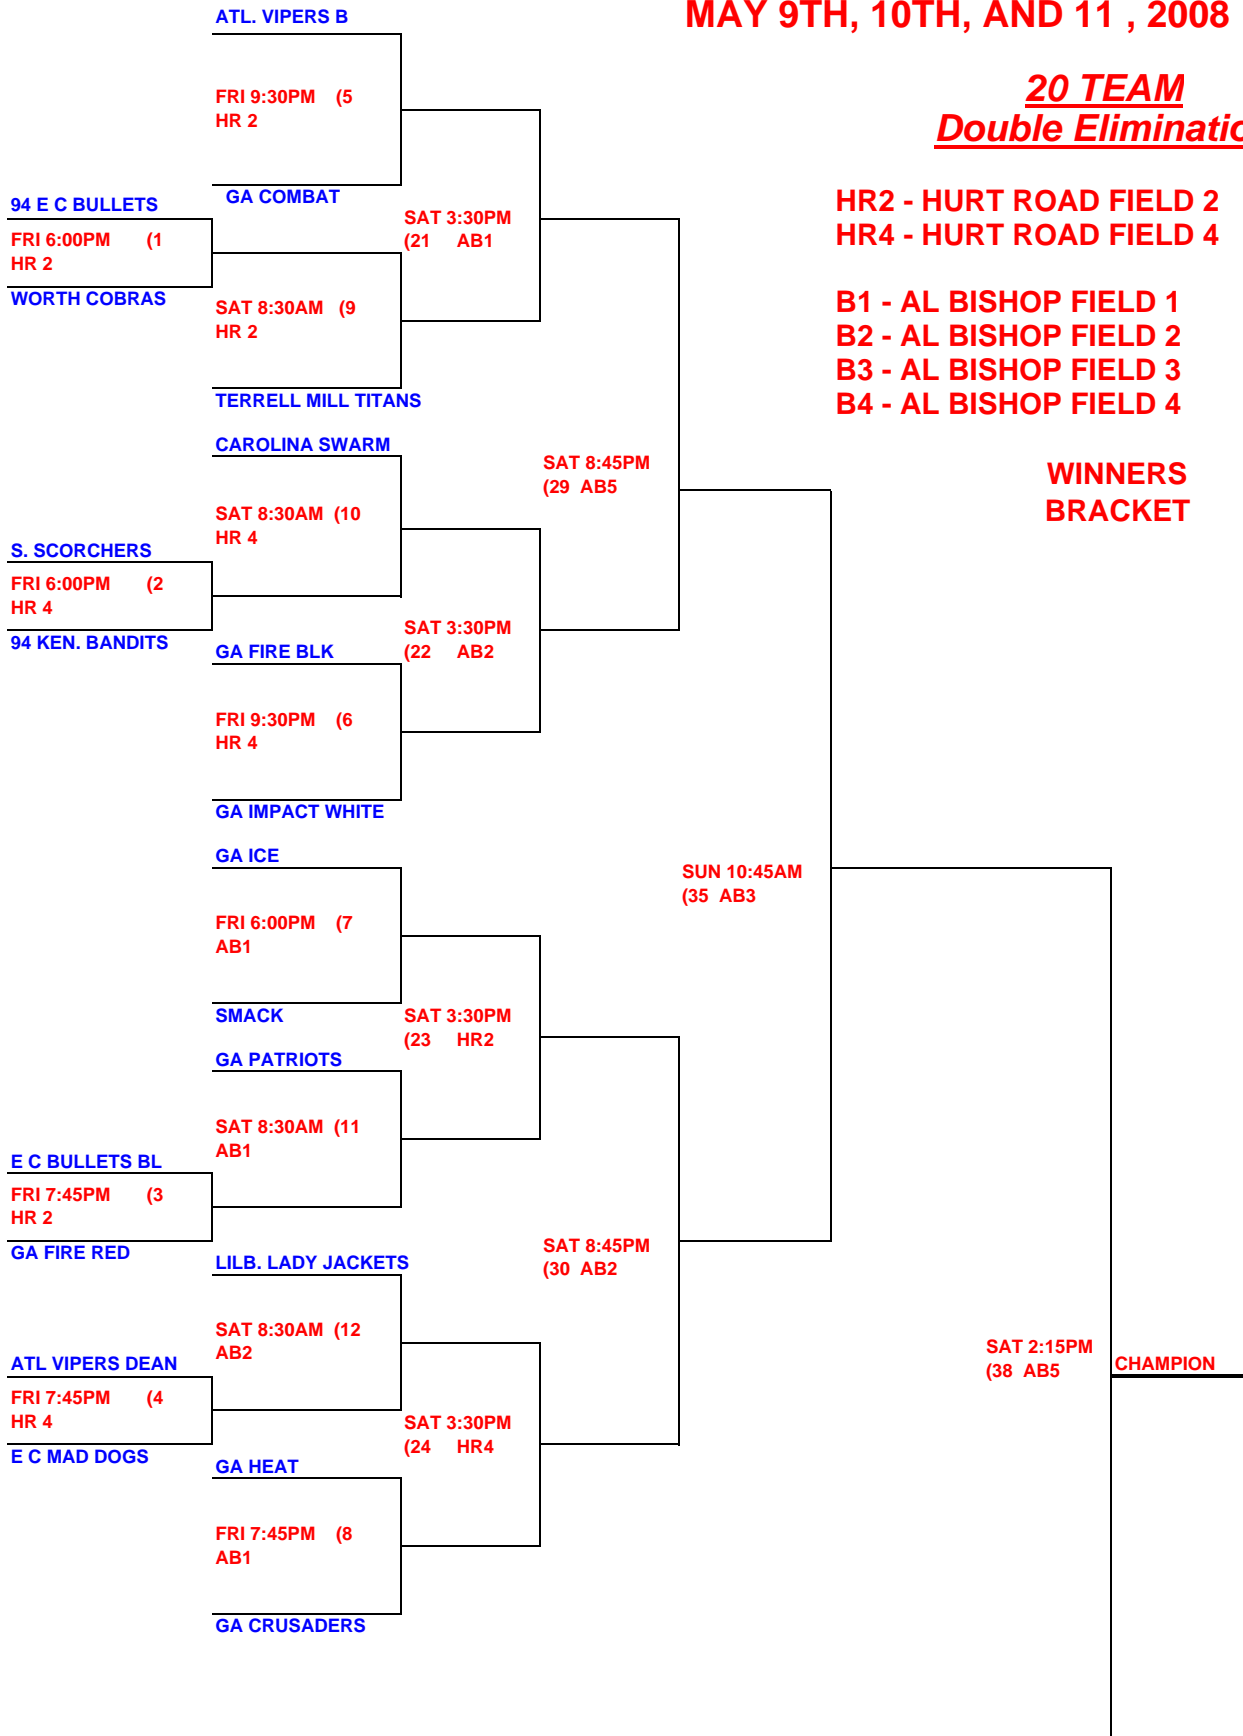 ATL. VIPERS B
MAY 9TH, 10TH, AND 11 , 2008
20 TEAM
Double Eliminatio
FRI 9:30PM (5
HR 2
GA COMBAT
94 E C BULLETS
FRI 6:00PM (1
HR 2
WORTH COBRAS
SAT 3:30PM
(21 AB1
HR2 - HURT ROAD FIELD 2
HR4 - HURT ROAD FIELD 4
B1 - AL BISHOP FIELD 1
B2 - AL BISHOP FIELD 2
B3 - AL BISHOP FIELD 3
B4 - AL BISHOP FIELD 4
SAT 8:30AM (9
HR 2
TERRELL MILL TITANS
CAROLINA SWARM
SAT 8:45PM
(29 AB5
WINNERS
BRACKET
SAT 8:30AM (10
HR 4
S. SCORCHERS
FRI 6:00PM (2
HR 4
94 KEN. BANDITS
SAT 3:30PM
(22 AB2
GA FIRE BLK
FRI 9:30PM (6
HR 4
GA IMPACT WHITE
GA ICE
SUN 10:45AM
(35 AB3
FRI 6:00PM (7
AB1
SMACK
SAT 3:30PM
(23 HR2
GA PATRIOTS
SAT 8:30AM (11
AB1
E C BULLETS BL
FRI 7:45PM (3
HR 2
GA FIRE RED
SAT 8:45PM
(30 AB2
LILB. LADY JACKETS
SAT 8:30AM (12
AB2
ATL VIPERS DEAN
FRI 7:45PM (4
HR 4
E C MAD DOGS
SAT 2:15PM
(38 AB5
CHAMPION
SAT 3:30PM
(24 HR4
GA HEAT
FRI 7:45PM (8
AB1
GA CRUSADERS